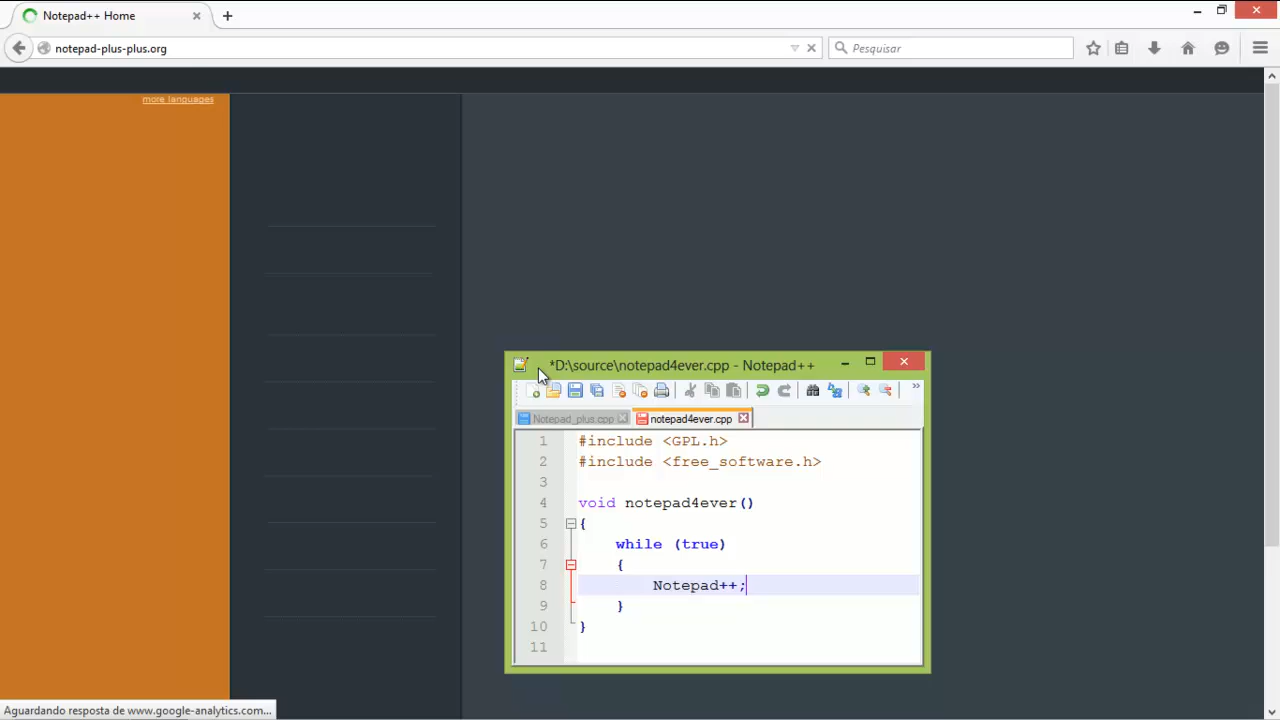 Notepad++ Home
notepad-plus-plus.org
Pesquisar
more languages
*D:\source\notepad4ever.cpp - Notepad++
Notepad_plus.cpp
notepad4ever.cpp
1 #include <GPL.h>
2 #include <free_software.h>
3
4 void notepad4ever()
5 {
6 while (true)
7 {
8 Notepad++;
9 }
10 }
11
Aguardando resposta de www.google-analytics.com...